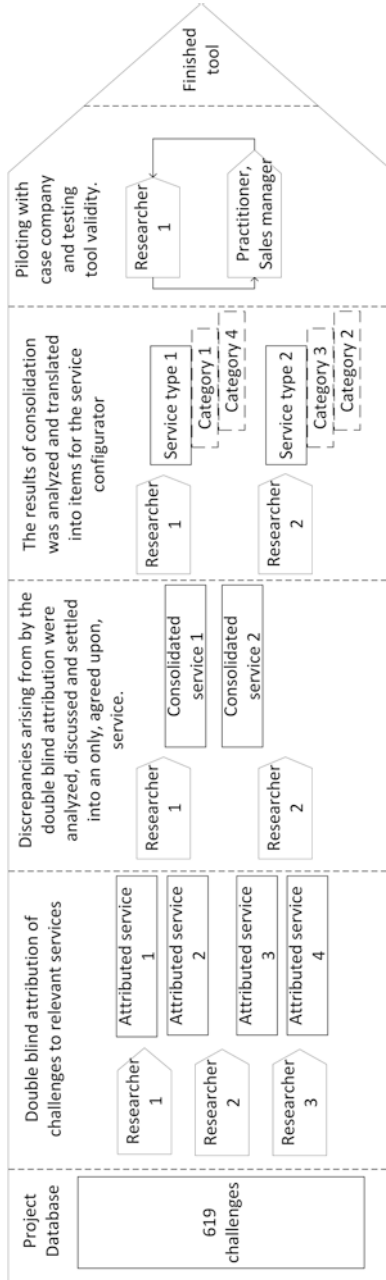 Project
Database
619
challenges
Double blind attribution of
challenges to relevant services
Researcher
1
Researcher
2
Researcher
3
Attributed service
1
Attributed service
2
Attributed service
3
Attributed service
4
Discrepancies arising from by the
double blind attribution were
analyzed, discussed and settled
into an only, agreed upon,
service.
Researcher
1
Researcher
2
Consolidated
service 1
Consolidated
service 2
The results of consolidation
was analyzed and translated
into items for the service
configurator
Researcher
1
Researcher
2
Service type 1
Category 1
Category 4
Service type 2
Category 3
Category 2
Piloting with
case company
and testing
tool validity.
Researcher
1
Practitioner,
Sales manager
Finished
tool